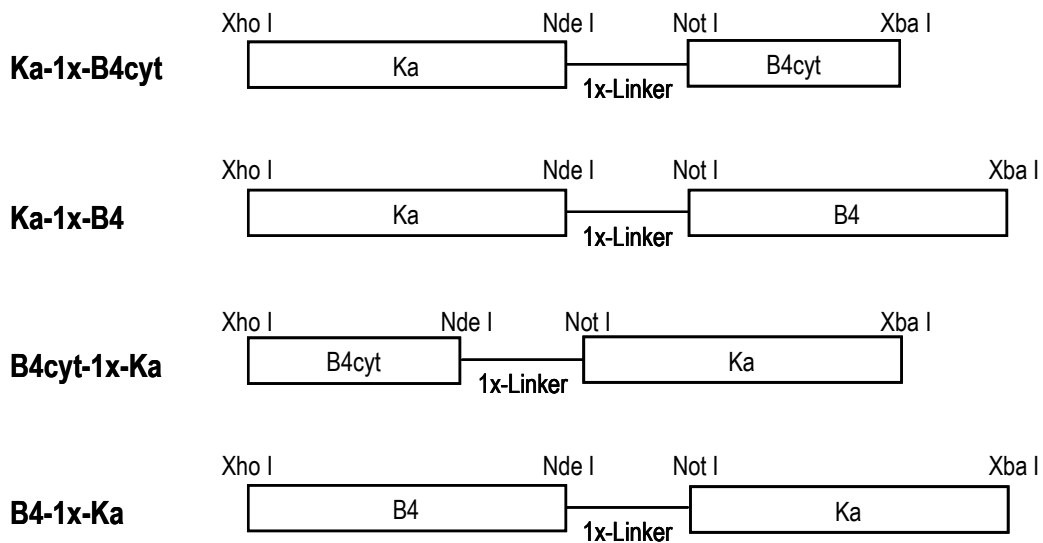 Xho I Nde I Not I Xba I
Ka-1x-B4cyt Ka B4cyt
1x-Linker
Xho I Nde I Not I Xba I
Ka-1x-B4 Ka B4
1x-Linker
Xho I Nde I Not I Xba I
B4cyt-1x-Ka B4cyt Ka
1x-Linker
Xho I Nde I Not I Xba I
B4-1x-Ka B4 Ka
1x-Linker